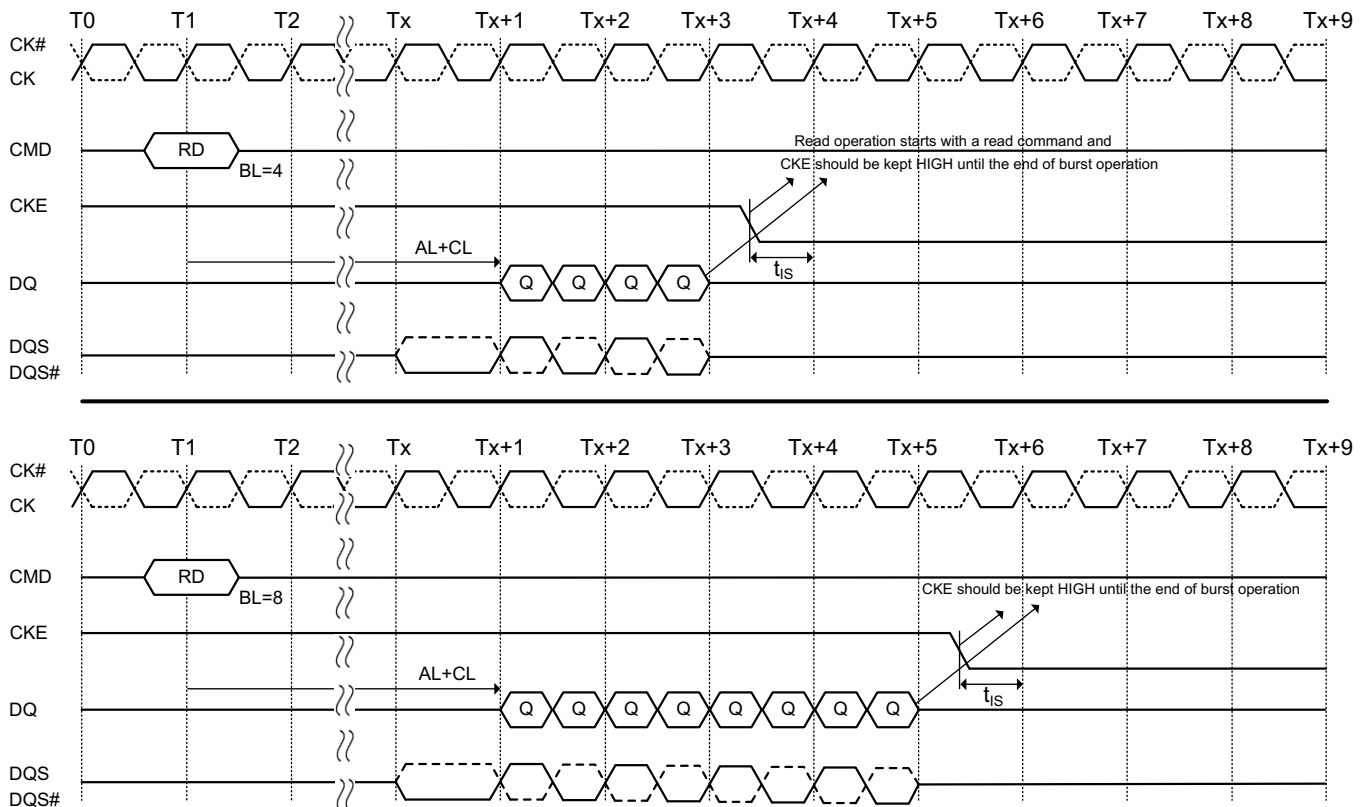 T0 T1 T2 Tx Tx+1 Tx+2 Tx+3 Tx+4 Tx+5 Tx+6 Tx+7 Tx+8 Tx+9
CK#
CK
CMD RD
BL=4
Read operation starts with a read command and
CKE should be kept HIGH until the end of burst operation
CKE
AL+CL
tIS
DQ Q Q Q Q
DQS
DQS#
T0 T1 T2 Tx Tx+1 Tx+2 Tx+3 Tx+4 Tx+5 Tx+6 Tx+7 Tx+8 Tx+9
CK#
CK
CMD RD
BL=8
CKE should be kept HIGH until the end of burst operation
CKE
AL+CL
tIS
DQ Q Q Q Q Q Q Q Q
DQS
DQS#